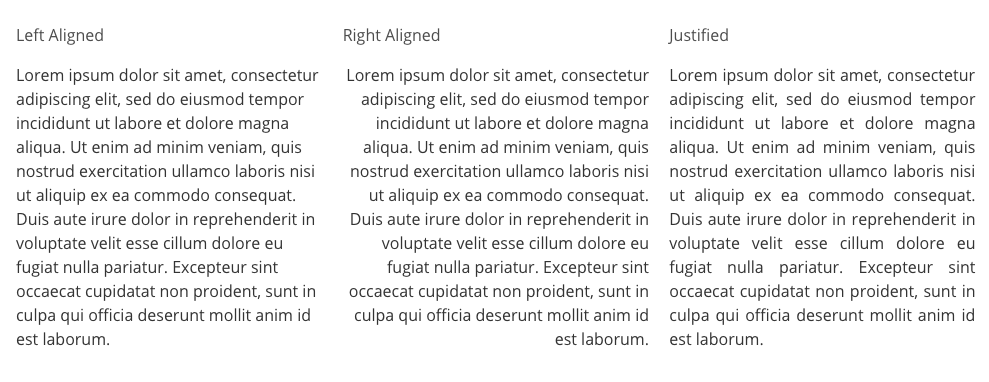 Left Aligned
Lorem ipsum dolor sit amet, consectetur
adipiscing elit, sed do eiusmod tempor
incididunt ut labore et dolore magna
aliqua. Ut enim ad minim veniam, quis
nostrud exercitation ullamco laboris nisi
ut aliquip ex ea commodo consequat.
Duis aute irure dolor in reprehenderit in
voluptate velit esse cillum dolore eu
fugiat nulla pariatur. Excepteur sint
occaecat cupidatat non proident, sunt in
culpa qui officia deserunt mollit anim id
est laborum.
Right Aligned
Lorem ipsum dolor sit amet, consectetur
adipiscing elit, sed do eiusmod tempor
incididunt ut labore et dolore magna
aliqua. Ut enim ad minim veniam, quis
nostrud exercitation ullamco laboris nisi
ut aliquip ex ea commodo consequat.
Duis aute irure dolor in reprehenderit in
voluptate velit esse cillum dolore eu
fugiat nulla pariatur. Excepteur sint
occaecat cupidatat non proident, sunt in
culpa qui officia deserunt mollit anim id
est laborum.
Justified
Lorem ipsum dolor sit amet, consectetur
adipiscing elit, sed do eiusmod tempor
incididunt ut labore et dolore magna
aliqua. Ut enim ad minim veniam, quis
nostrud exercitation ullamco laboris nisi
ut aliquip ex ea commodo consequat.
Duis aute irure dolor in reprehenderit in
voluptate velit esse cillum dolore eu
fugiat nulla pariatur. Excepteur sint
occaecat cupidatat non proident, sunt in
culpa qui officia deserunt mollit anim id
est laborum.